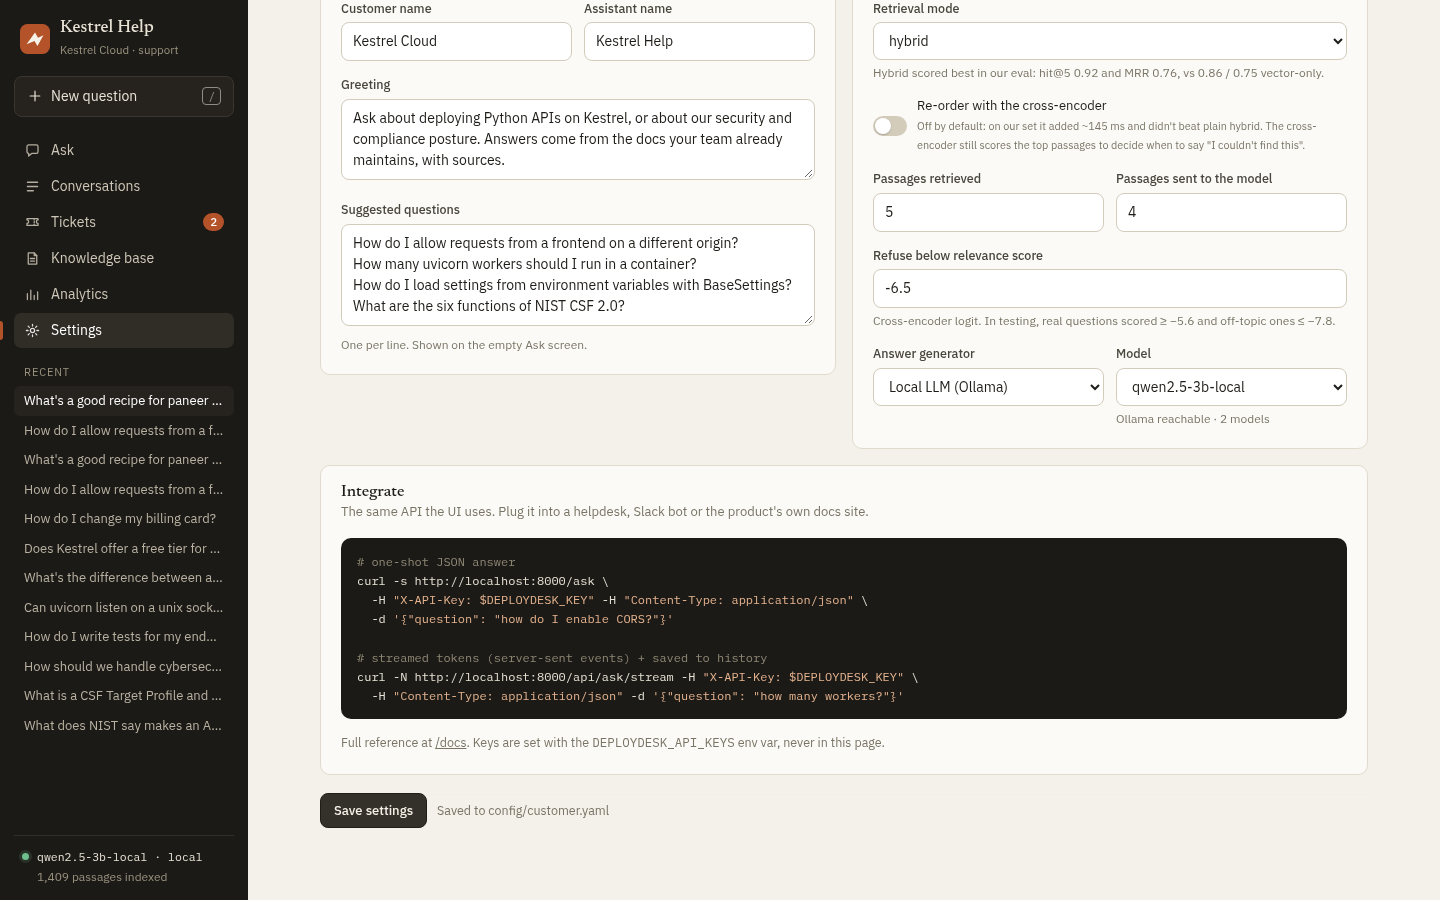 Kestrel Help
Kestrel Cloud · support
New question
/
Ask
Conversations
Tickets
2
Knowledge base
Analytics
Settings
RECENT
What's a good recipe for paneer ...
How do I allow requests from a f...
What's a good recipe for paneer ...
How do I allow requests from a f...
How do I change my billing card?
Does Kestrel offer a free tier for ...
What's the difference between a...
Can uvicorn listen on a unix sock...
How do I write tests for my end...
How should we handle cybersec...
What is a CSF Target Profile and ...
What does NIST say makes an A...
qwen2.5-3b-local · local
1,409 passages indexed
Customer name
Assistant name
Kestrel Cloud
Kestrel Help
Greeting
Ask about deploying Python APIs on Kestrel, or about our security and
compliance posture. Answers come from the docs your team already
maintains, with sources.
Suggested questions
How do I allow requests from a frontend on a different origin?
How many uvicorn workers should I run in a container?
How do I load settings from environment variables with BaseSettings?
What are the six functions of NIST CSF 2.0?
One per line. Shown on the empty Ask screen.
Retrieval mode
hybrid
Hybrid scored best in our eval: hit@5 0.92 and MRR 0.76, vs 0.86 / 0.75 vector-only.
Re-order with the cross-encoder
Off by default: on our set it added ~145 ms and didn't beat plain hybrid. The cross-
encoder still scores the top passages to decide when to say "I couldn't find this".
Passages retrieved
Passages sent to the model
5
4
Refuse below relevance score
-6.5
Cross-encoder logit. In testing, real questions scored ≥ −5.6 and off-topic ones ≤ −7.8.
Answer generator
Model
Local LLM (Ollama)
qwen2.5-3b-local
Ollama reachable · 2 models
Integrate
The same API the UI uses. Plug it into a helpdesk, Slack bot or the product's own docs site.
# one-shot JSON answer
curl -s http://localhost:8000/ask \
-H "X-API-Key: $DEPLOYDESK_KEY" -H "Content-Type: application/json" \
-d '{"question": "how do I enable CORS?"}'
# streamed tokens (server-sent events) + saved to history
curl -N http://localhost:8000/api/ask/stream -H "X-API-Key: $DEPLOYDESK_KEY" \
-H "Content-Type: application/json" -d '{"question": "how many workers?"}'
Full reference at /docs. Keys are set with the DEPLOYDESK_API_KEYS env var, never in this page.
Save settings
Saved to config/customer.yaml